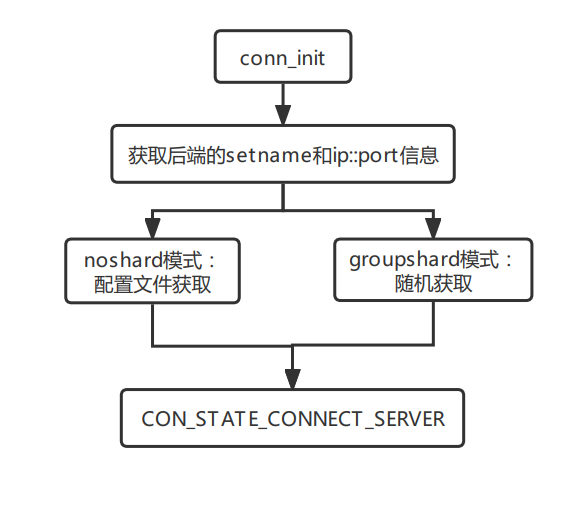 conn_init
获取后端的setname和ip::port信息
noshard模式：
配置文件获取
groupshard模式：
随机获取
CON_STATE_CONNECT_SERVER